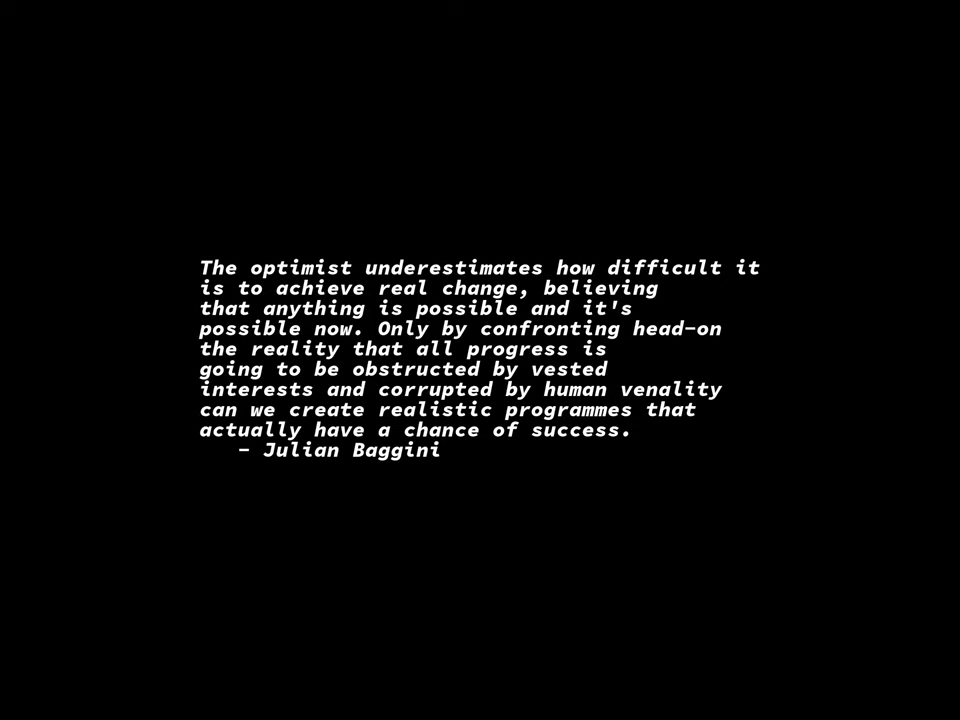 The optimist underestimates how difficult it
is to achieve real change, believing
that anything is possible and it's
possible now. Only by confronting head-on
the reality that all progress is
going to be obstructed by vested
interests and corrupted by human venality
can we create realistic programmes that
actually have a chance of success.
- Julian Baggini